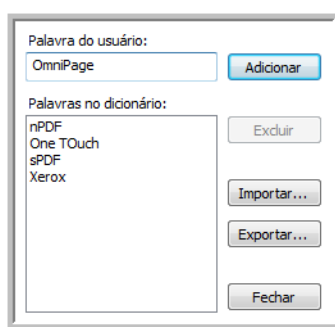 Palavra do usuário:
OmniPage
Adicionar
Palavras no dicionário:
nPDF
One TOuch
sPDF
Xerox
Excluir
Importar...
Exportar...
Fechar